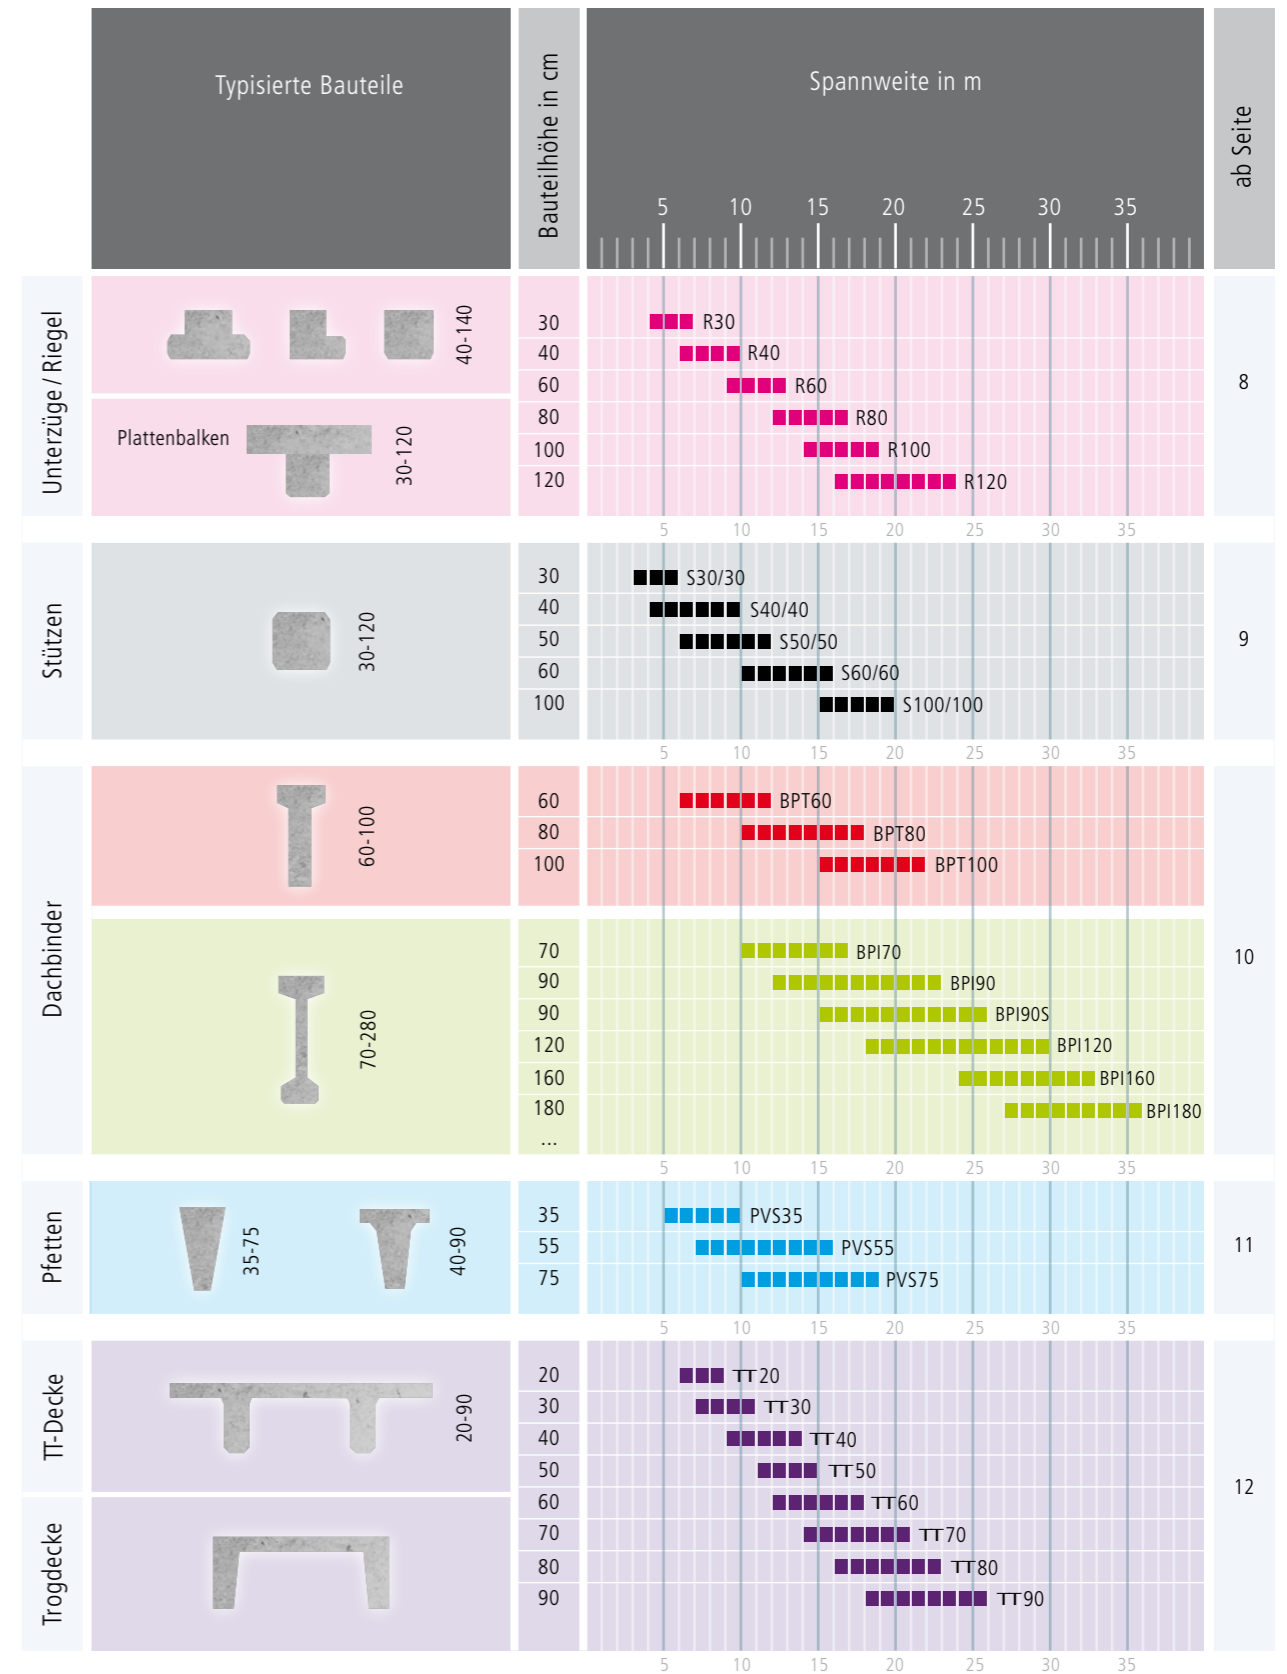 Typisierte Bauteile
Bauteilhöhe in cm
Spannweite in m
ab Seite
5 10 15 20 25 30 35
Unterzüge / Riegel
40-140
Plattenbalken
30-120
30 R30
40 R40
60 R60
80 R80
100 R100
120 R120
8
5 10 15 20 25 30 35
Stützen
30-120
30 S30/30
40 S40/40
50 S50/50
60 S60/60
100 S100/100
9
5 10 15 20 25 30 35
Dachbinder
60-100
60 BPT60
80 BPT80
100 BPT100
70-280
70 BPI70
90 BPI90
90 BPI90S
120 BPI120
160 BPI160
180 BPI180
...
10
5 10 15 20 25 30 35
Pfetten
35-75
40-90
35 PVS35
55 PVS55
75 PVS75
11
5 10 15 20 25 30 35
TT-Decke
20-90
Trogdecke
20 TT20
30 TT30
40 TT40
50 TT50
60 TT60
70 TT70
80 TT80
90 TT90
12
5 10 15 20 25 30 35